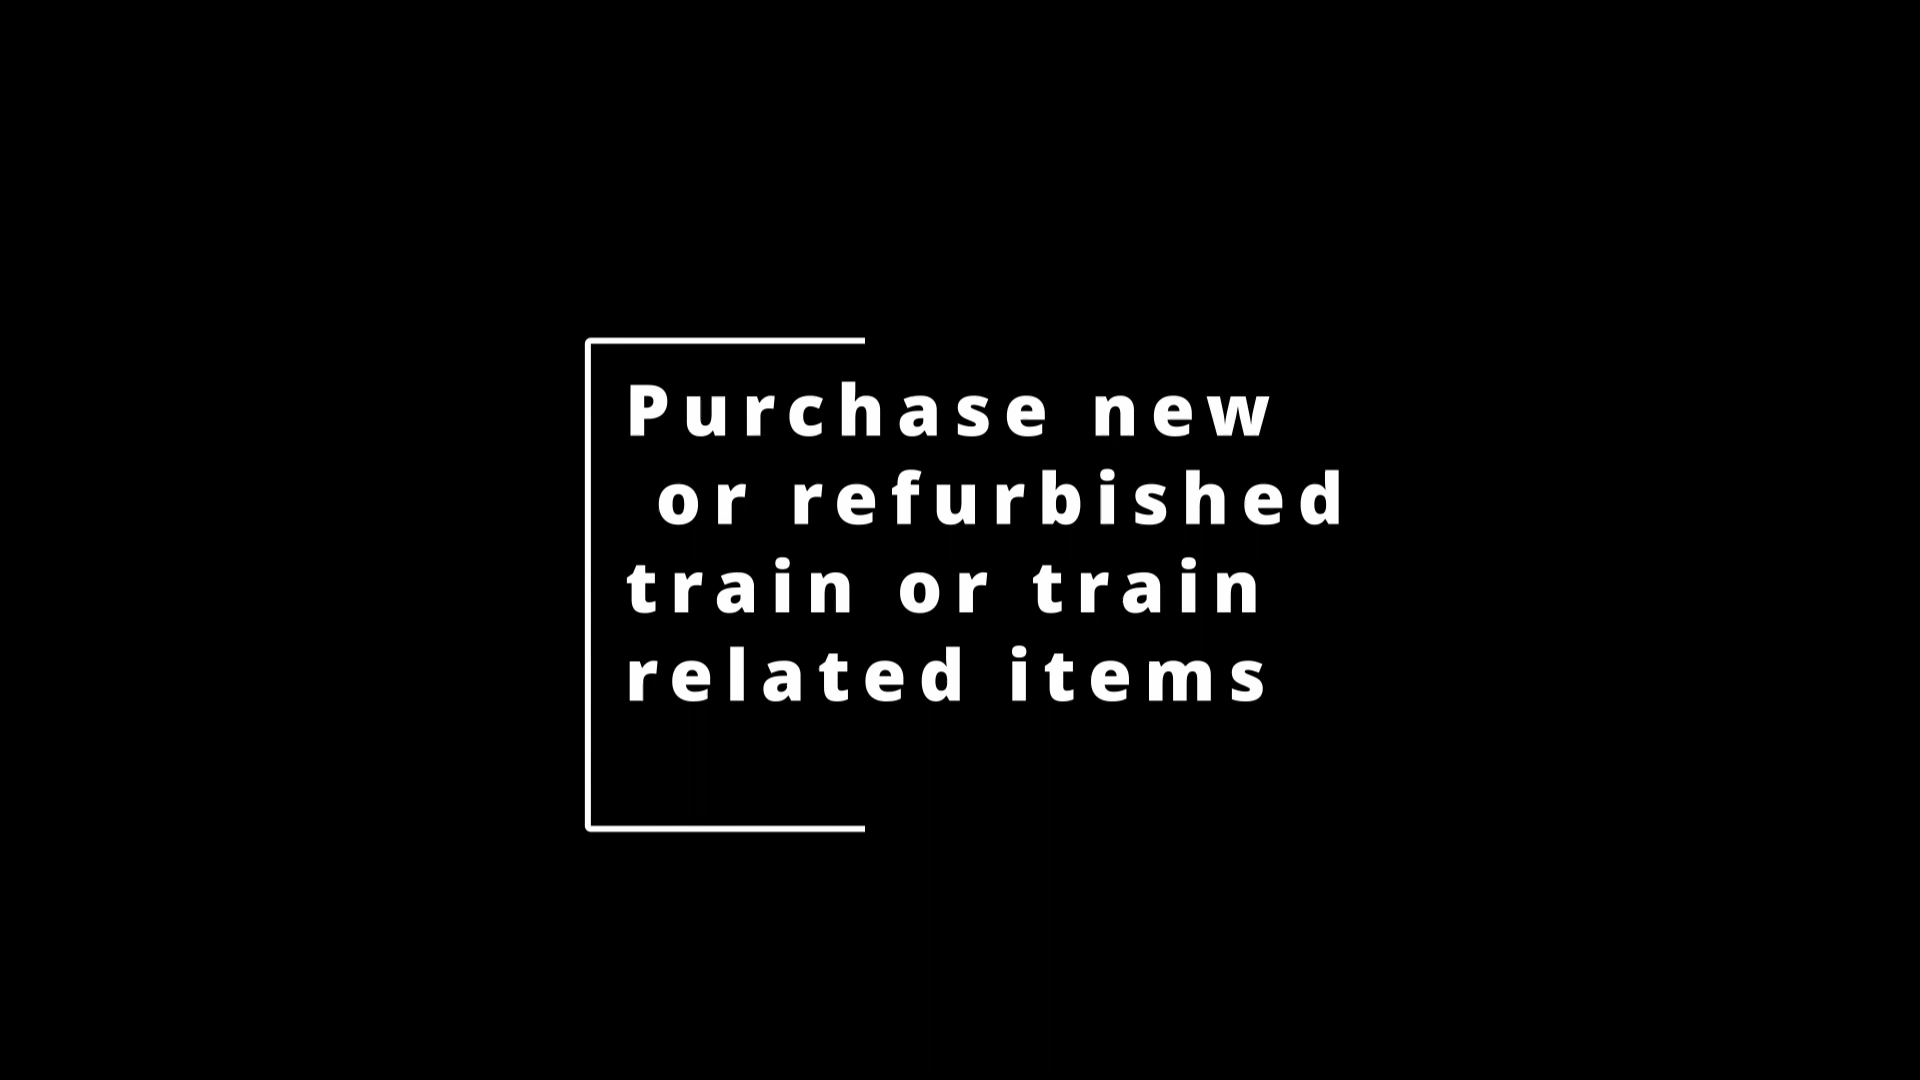 Purchase new
or refurbished
train or train
related items